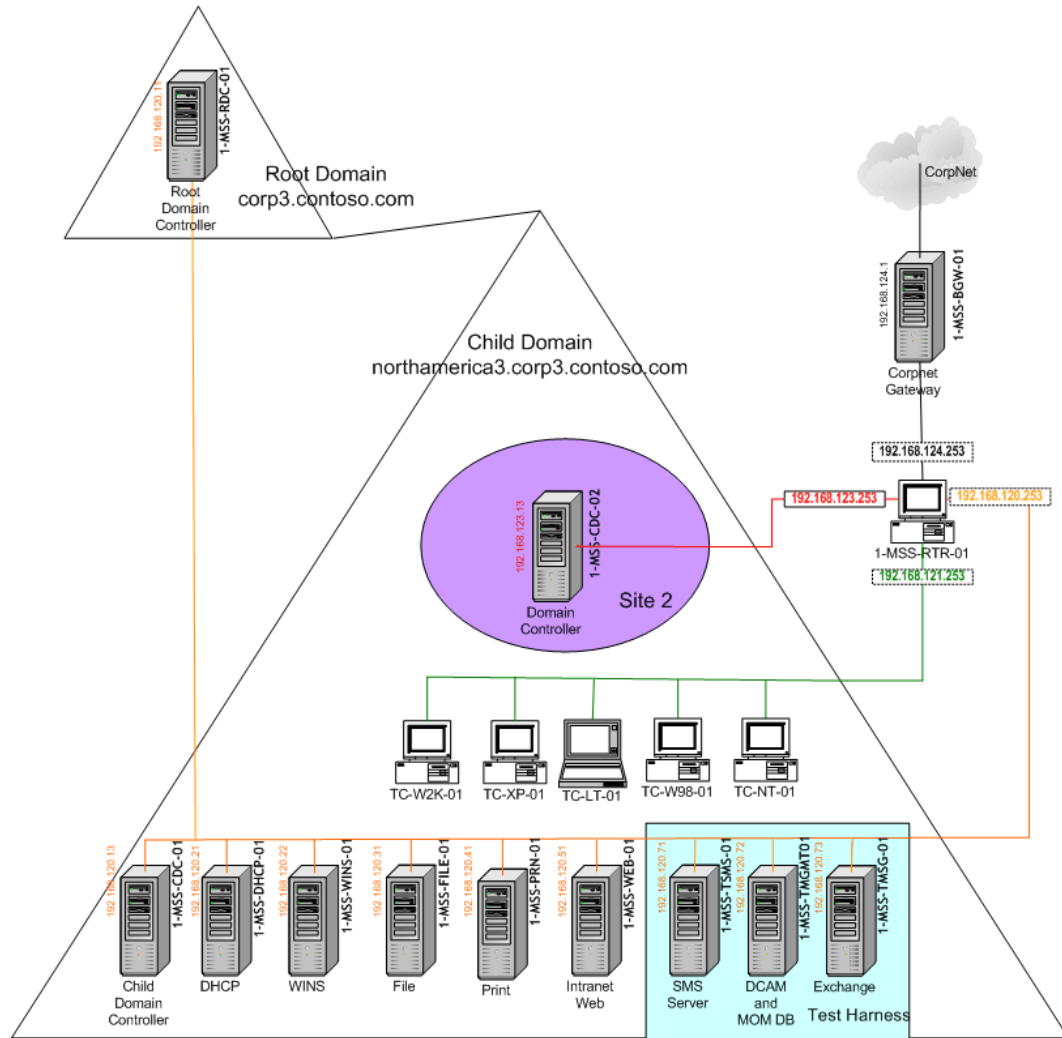 192.168.120.11
1-MSS-RDC-01
Root
Domain
Controller
Root Domain
corp3.contoso.com
CorpNet
192.168.124.1
1-MSS-BGW-01
Corpnet
Gateway
Child Domain
northamerica3.corp3.contoso.com
192.168.124.253
192.168.123.253
192.168.120.253
1-MSS-RTR-01
192.168.121.253
192.168.123.13
1-MSS-CDC-02
Site 2
Domain
Controller
TC-W2K-01
TC-XP-01
TC-LT-01
TC-W98-01
TC-NT-01
192.168.120.13
1-MSS-CDC-01
Child
Domain
Controller
192.168.120.21
1-MSS-DHCP-01
DHCP
192.168.120.22
1-MSS-WINS-01
WINS
192.168.120.31
1-MSS-FILE-01
File
192.168.120.41
1-MSS-PRN-01
Print
192.168.120.51
1-MSS-WEB-01
Intranet
Web
192.168.120.71
1-MSS-TSMS-01
SMS
Server
192.168.120.72
1-MSS-TMGMT01
DCAM
and
MOM DB
192.168.120.73
1-MSS-TMSG-01
Exchange
Test Harness